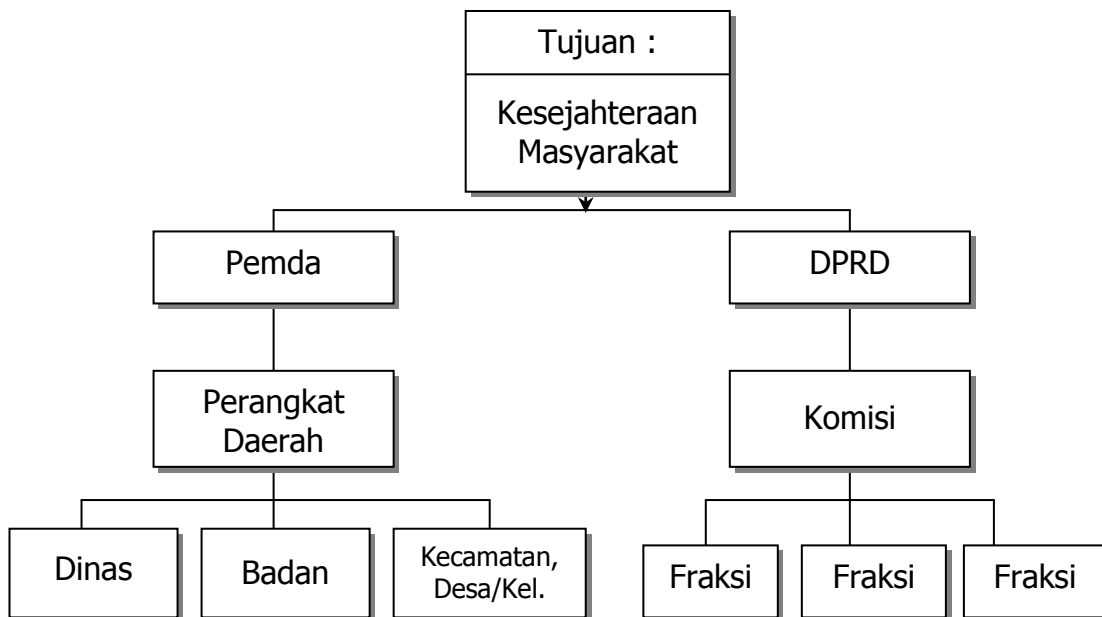 Tujuan :
Kesejahteraan
Masyarakat
Pemda
DPRD
Perangkat
Daerah
Komisi
Dinas
Badan
Kecamatan,
Desa/Kel.
Fraksi
Fraksi
Fraksi